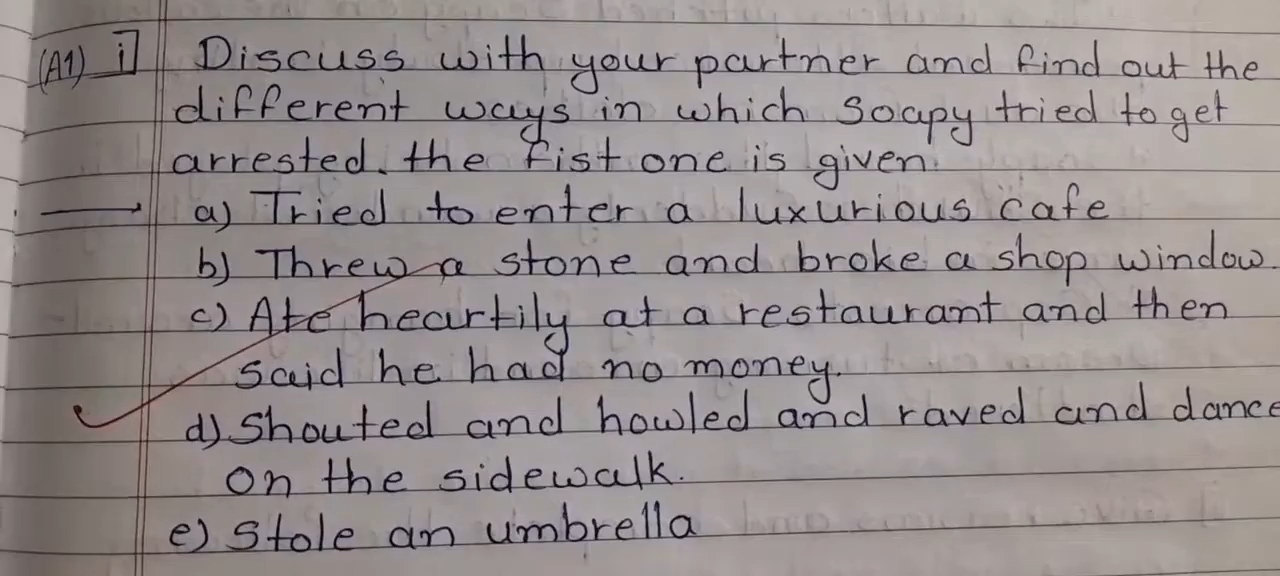 (A1) i] Discuss with your partner and find out the
different ways in which Soapy tried to get
arrested. the fist one is given.
a) Tried to enter a luxurious cafe
b) Threw a stone and broke a shop window.
c) Ate heartily at a restaurant and then
said he had no money.
d) Shouted and howled and raved and dance
on the sidewalk.
e) Stole an umbrella